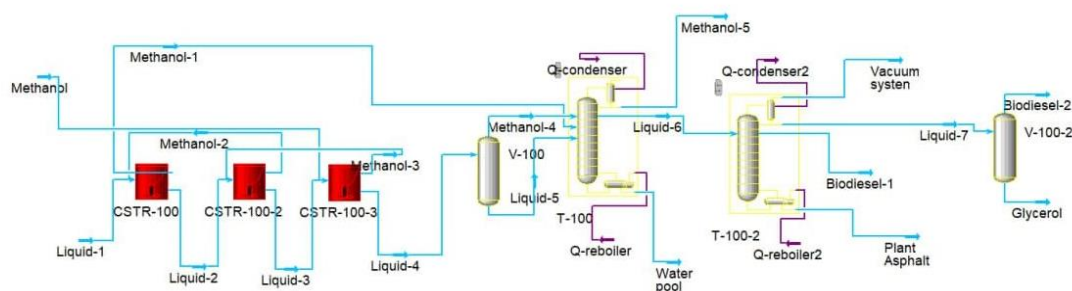 Methanol-1
Methanol
Methanol-2
Methanol-3
CSTR-100
CSTR-100-2
CSTR-100-3
Liquid-1
Liquid-2
Liquid-3
Liquid-4
Methanol-4
V-100
Liquid-5
Q-condenser
Methanol-5
Liquid-6
T-100
Q-reboiler
Water
pool
Q-condenser2
Vacuum
systen
Liquid-7
Biodiesel-1
T-100-2
Q-reboiler2
Plant
Asphalt
Biodiesel-2
V-100-2
Glycerol